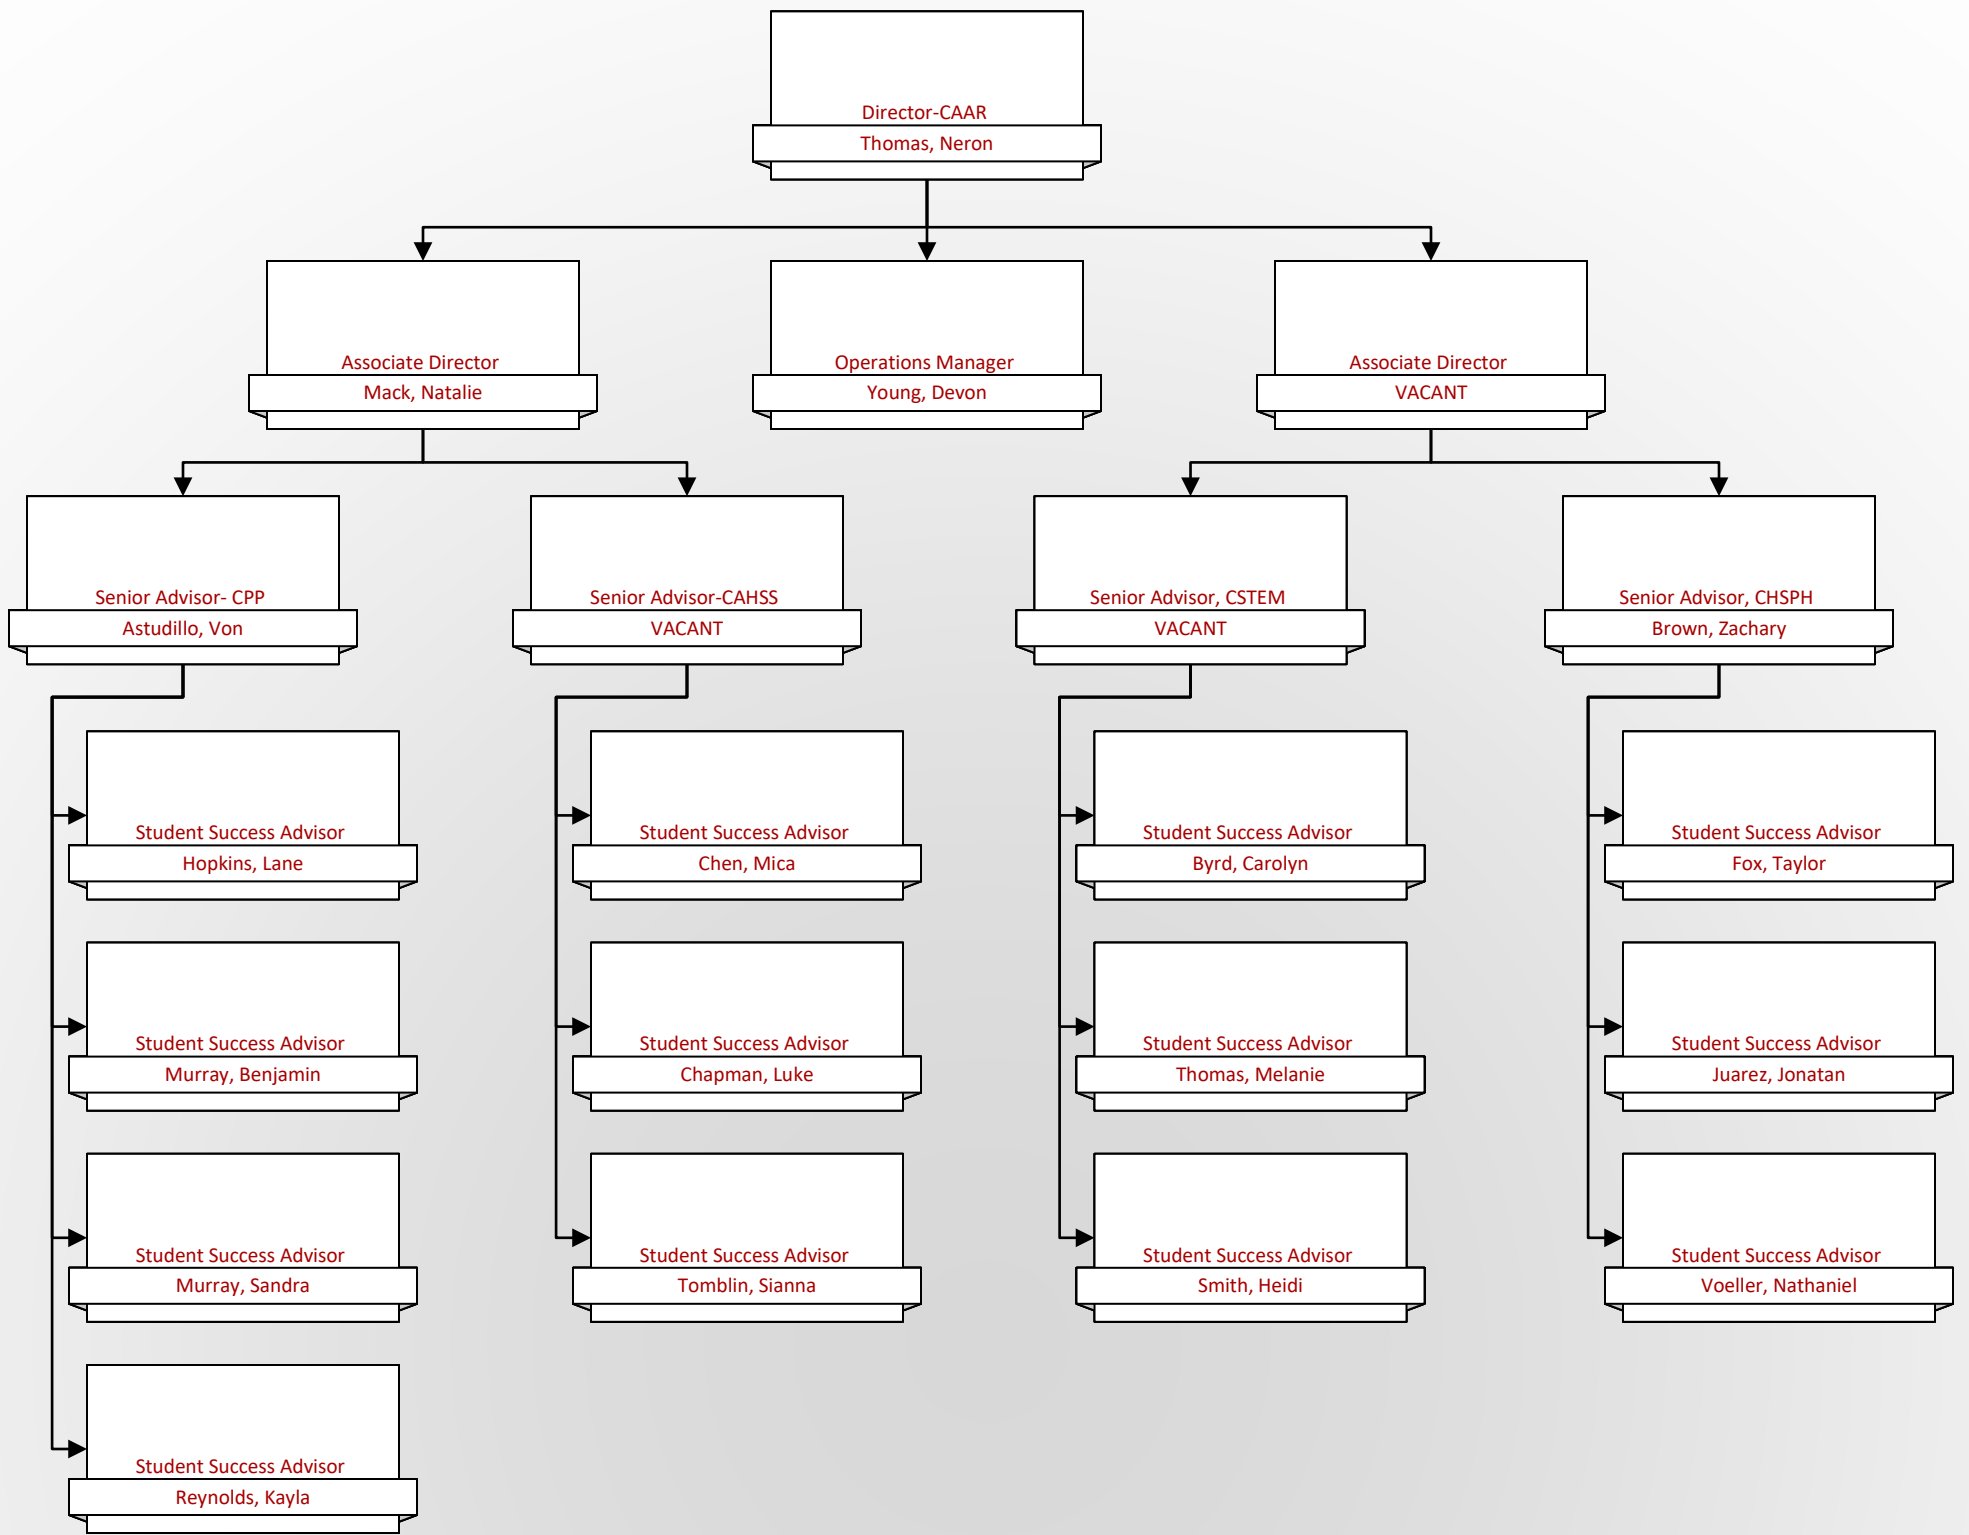 Director-CAAR
Thomas, Neron
Associate Director
Mack, Natalie
Operations Manager
Young, Devon
Associate Director
VACANT
Senior Advisor- CPP
Astudillo, Von
Senior Advisor-CAHSS
VACANT
Senior Advisor, CSTEM
VACANT
Senior Advisor, CHSPH
Brown, Zachary
Student Success Advisor
Hopkins, Lane
Student Success Advisor
Chen, Mica
Student Success Advisor
Byrd, Carolyn
Student Success Advisor
Fox, Taylor
Student Success Advisor
Murray, Benjamin
Student Success Advisor
Chapman, Luke
Student Success Advisor
Thomas, Melanie
Student Success Advisor
Juarez, Jonatan
Student Success Advisor
Murray, Sandra
Student Success Advisor
Tomblin, Sianna
Student Success Advisor
Smith, Heidi
Student Success Advisor
Voeller, Nathaniel
Student Success Advisor
Reynolds, Kayla